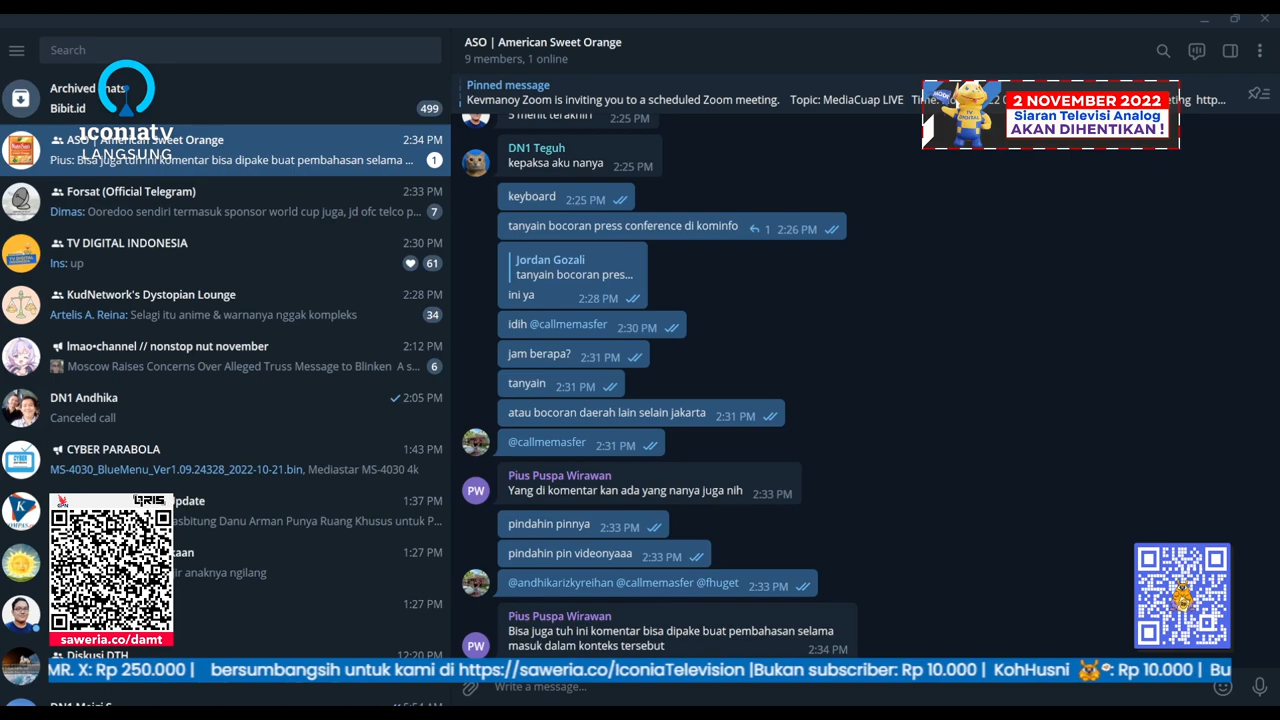 Search
Archived chats
Bibit.id
499
iconiatv
LANGSUNG
ASO | American Sweet Orange
2:34 PM
Pius: Bisa juga tuh ini komentar bisa dipake buat pembahasan selama ...
1
Forsat (Official Telegram)
2:33 PM
Dimas: Ooredoo sendiri termasuk sponsor world cup juga, jd ofc telco p...
7
TV DIGITAL INDONESIA
2:30 PM
Ins: up
61
KudNetwork's Dystopian Lounge
2:28 PM
Artelis A. Reina: Selagi itu anime & warnanya nggak kompleks
34
lmao•channel // nonstop nut november
2:12 PM
Moscow Raises Concerns Over Alleged Truss Message to Blinken A s...
6
DN1 Andhika
2:05 PM
Canceled call
CYBER PARABOLA
1:43 PM
MS-4030_BlueMenu_Ver1.09.24328_2022-10-21.bin, Mediastar MS-4030 4k
GPN
QRIS
Update
1:37 PM
asbitung Danu Arman Punya Ruang Khusus untuk P...
kaan
1:27 PM
ir anaknya ngilang
1:27 PM
saweria.co/damt
Diskusi DTH
12:20 PM
ASO | American Sweet Orange
9 members, 1 online
Pinned message
Kevmanoy Zoom is inviting you to a scheduled Zoom meeting. Topic: MediaCuap LIVE
http...
MODE
TV DIGITAL
2 NOVEMBER 2022
Siaran Televisi Analog
AKAN DIHENTIKAN !
5 menit terakhiri
2:25 PM
DN1 Teguh
kepaksa aku nanya
2:25 PM
keyboard
2:25 PM
tanyain bocoran press conference di kominfo
1 2:26 PM
Jordan Gozali
tanyain bocoran pres...
ini ya
2:28 PM
idih @callmemasfer
2:30 PM
jam berapa?
2:31 PM
tanyain
2:31 PM
atau bocoran daerah lain selain jakarta
2:31 PM
@callmemasfer
2:31 PM
PW
Pius Puspa Wirawan
Yang di komentar kan ada yang nanya juga nih
2:33 PM
pindahin pinnya
2:33 PM
pindahin pin videonyaaa
2:33 PM
@andhikarizkyreihan @callmemasfer @fhuget
2:33 PM
PW
Pius Puspa Wirawan
Bisa juga tuh ini komentar bisa dipake buat pembahasan selama
masuk dalam konteks tersebut
2:34 PM
MR. X: Rp 250.000 | bersumbangsih untuk kami di https://saweria.co/IconiaTelevision |Bukan subscriber: Rp 10.000 | KohHusni : Rp 10.000 | Bu
Write a message...